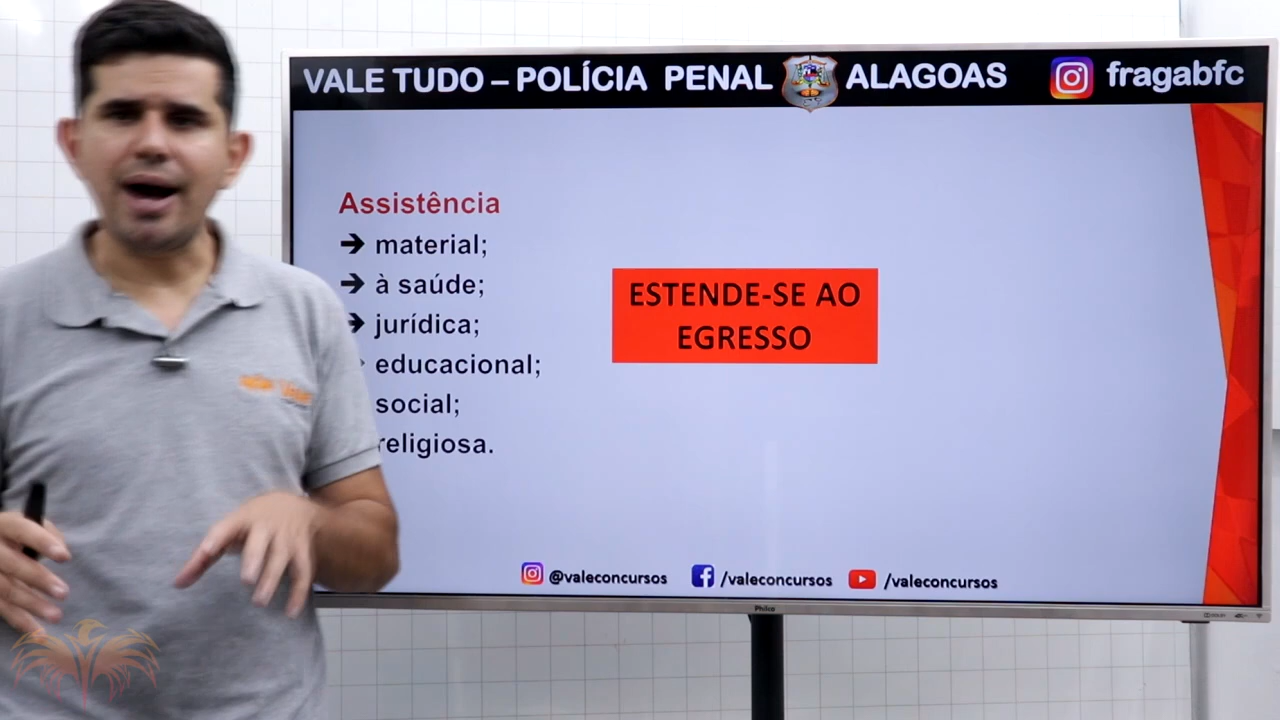 VALE TUDO – POLÍCIA PENAL ALAGOAS fragabfc
Assistência
➔ material;
➔ à saúde;
➔ jurídica;
educacional;
social;
religiosa.
ESTENDE-SE AO
EGRESSO
@valeconcursos /valeconcursos /valeconcursos
Philco